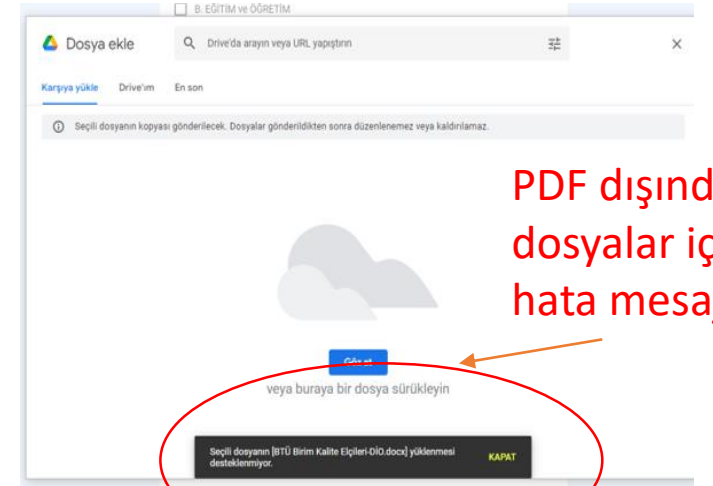 B. EĞİTİM ve ÖĞRETİM
Dosya ekle
Drive'da arayın veya URL yapıştırın
Karşıya yükle Drive'ım En son
Seçili dosyanın kopyası gönderilecek. Dosyalar gönderildikten sonra düzenlenemez veya kaldırılamaz.
PDF dışınd
dosyalar iç
hata mesaj
Göz at
veya buraya bir dosya sürükleyin
Seçili dosyanın [BTÜ Birim Kalite Elçileri-DİO.docx] yüklenmesi
desteklenmiyor.
KAPAT